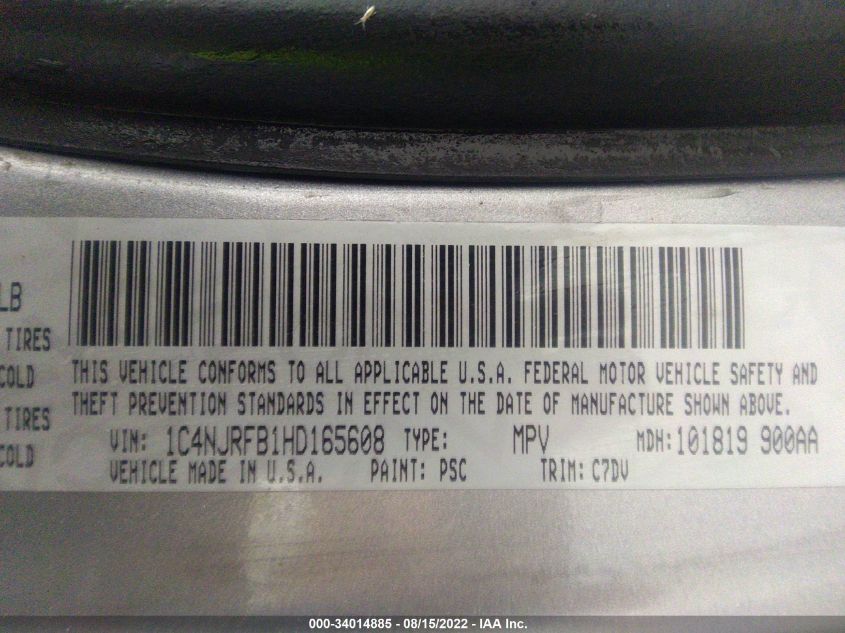 LB
TIRES
COLD
TIRES
COLD
THIS VEHICLE CONFORMS TO ALL APPLICABLE U.S.A. FEDERAL MOTOR VEHICLE SAFETY AND
THEFT PREVENTION STANDARDS IN EFFECT ON THE DATE OF MANUFACTURE SHOWN ABOVE.
VIN: 1C4NJRFB1HD165608 TYPE: MPV MDH: 101819 900AA
VEHICLE MADE IN U.S.A. PAINT: PSC TRIM: C7DV
000-34014885 - 08/15/2022 - IAA Inc.